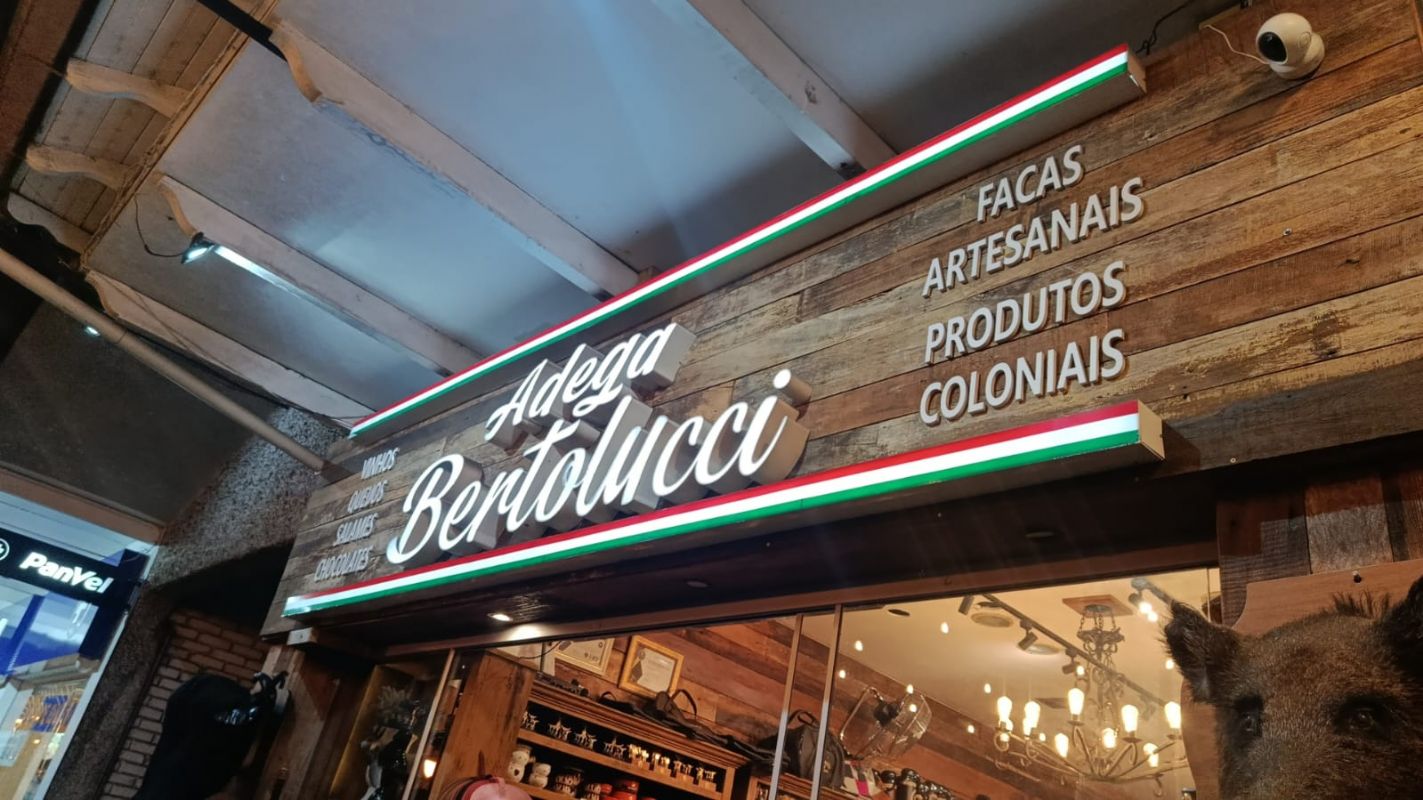 Adega
Bertolucci
VINHOS
QUEIJOS
SALAMES
CHOCOLATES
FACAS
ARTESANAIS
PRODUTOS
COLONIAIS
PanVel